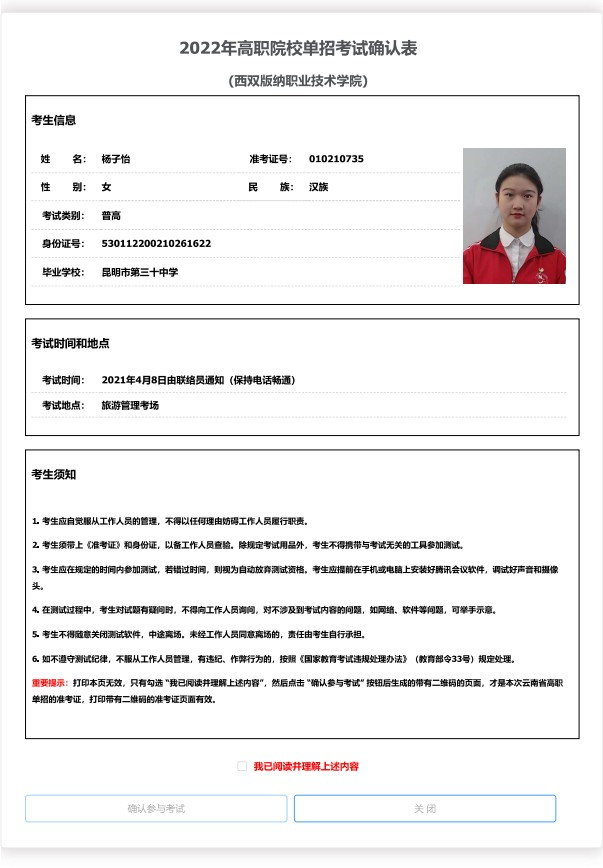 2022年高职院校单招考试确认表
(西双版纳职业技术学院)
考生信息
姓 名： 杨子怡 准考证号： 010210735
性 别： 女 民 族： 汉族
考试类别： 普高
身份证号： 530112200210261622
毕业学校： 昆明市第三十中学
考试时间和地点
考试时间： 2021年4月8日由联络员通知（保持电话畅通）
考试地点： 旅游管理考场
考生须知
1. 考生应自觉服从工作人员的管理，不得以任何理由妨碍工作人员履行职责。
2. 考生须带上《准考证》和身份证，以备工作人员查验。除规定考试用品外，考生不得携带与考试无关的工具参加测试。
3. 考生应在规定的时间内参加测试，若错过时间，则视为自动放弃测试资格。考生应提前在手机或电脑上安装好腾讯会议软件，调试好声音和摄像
头。
4. 在测试过程中，考生对试题有疑问时，不得向工作人员询问，对不涉及到考试内容的问题，如网络、软件等问题，可举手示意。
5. 考生不得随意关闭测试软件，中途离场。未经工作人员同意离场的，责任由考生自行承担。
6. 如不遵守测试纪律，不服从工作人员管理，有违纪、作弊行为的，按照《国家教育考试违规处理办法》（教育部令33号）规定处理。
重要提示：打印本页无效，只有勾选“我已阅读并理解上述内容”，然后点击“确认参与考试”按钮后生成的带有二维码的页面，才是本次云南省高职
单招的准考证，打印带有二维码的准考证页面有效。
我已阅读并理解上述内容
确认参与考试 关 闭